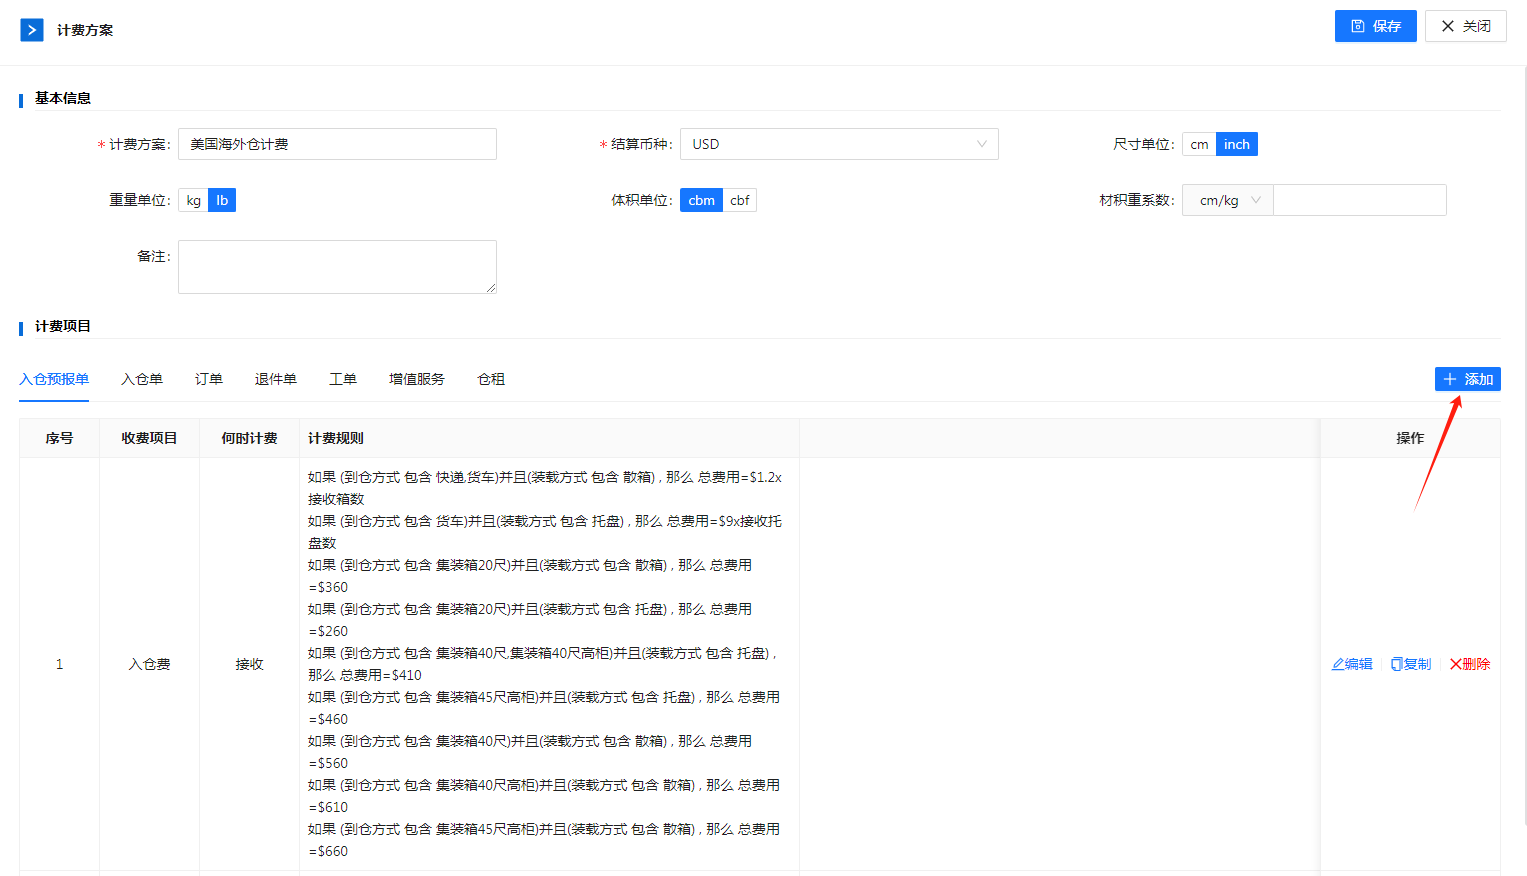 计费方案
保存
关闭
基本信息
* 计费方案: 美国海外仓计费
* 结算币种: USD
尺寸单位: cm inch
重量单位: kg lb
体积单位: cbm cbf
材积重系数: cm/kg
备注:
计费项目
入仓预报单 入仓单 订单 退件单 工单 增值服务 仓租
添加
序号 收费项目 何时计费 计费规则 操作
如果 (到仓方式 包含 快递,货车)并且(装载方式 包含 散箱) , 那么 总费用=$1.2x
接收箱数
如果 (到仓方式 包含 货车)并且(装载方式 包含 托盘) , 那么 总费用=$9x接收托
盘数
如果 (到仓方式 包含 集装箱20尺)并且(装载方式 包含 散箱) , 那么 总费用
=$360
如果 (到仓方式 包含 集装箱20尺)并且(装载方式 包含 托盘) , 那么 总费用
=$260
如果 (到仓方式 包含 集装箱40尺,集装箱40尺高柜)并且(装载方式 包含 托盘) ,
那么 总费用=$410
如果 (到仓方式 包含 集装箱45尺高柜)并且(装载方式 包含 托盘) , 那么 总费用
=$460
如果 (到仓方式 包含 集装箱40尺)并且(装载方式 包含 散箱) , 那么 总费用
=$560
如果 (到仓方式 包含 集装箱40尺高柜)并且(装载方式 包含 散箱) , 那么 总费用
=$610
如果 (到仓方式 包含 集装箱45尺高柜)并且(装载方式 包含 散箱) , 那么 总费用
=$660
1 入仓费 接收
编辑 复制 删除